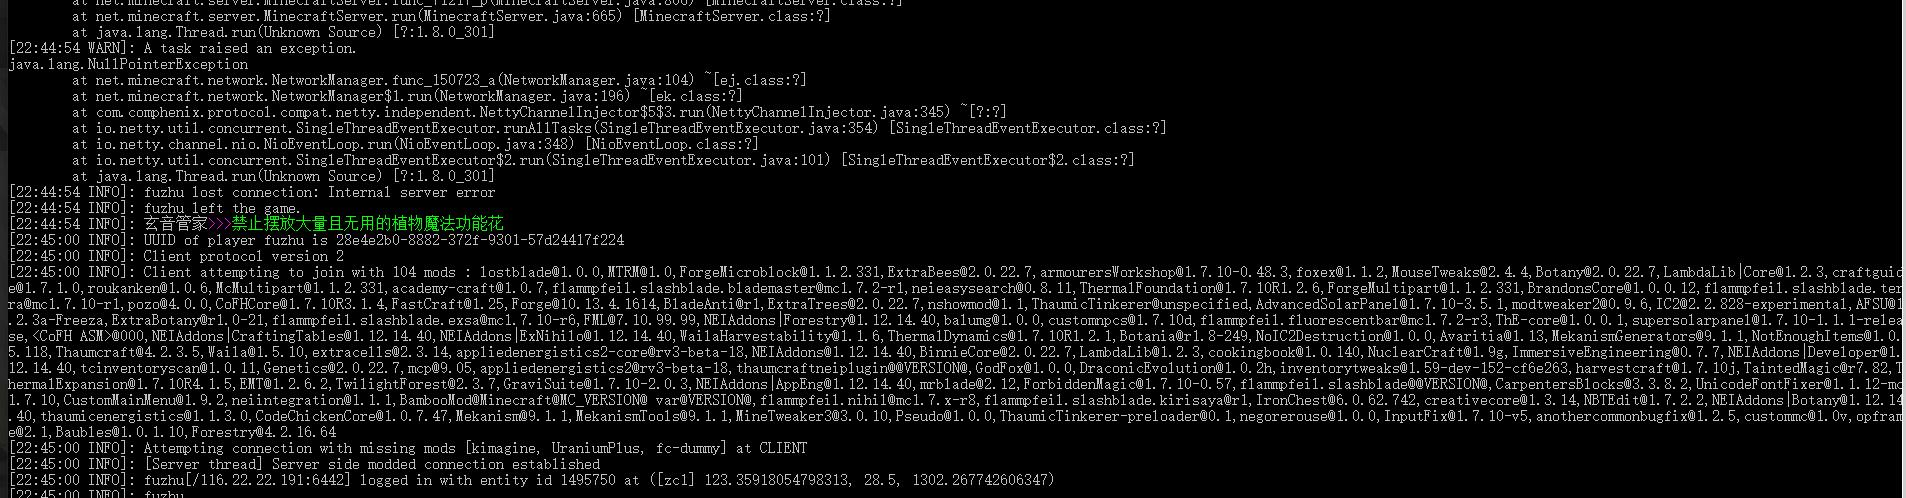 at net.minecraft.server.MinecraftServer.func_71217_p(MinecraftServer.java:806) [MinecraftServer.class:?]
at net.minecraft.server.MinecraftServer.run(MinecraftServer.java:665) [MinecraftServer.class:?]
at java.lang.Thread.run(Unknown Source) [?:1.8.0_301]
[22:44:54 WARN]: A task raised an exception.
java.lang.NullPointerException
at net.minecraft.network.NetworkManager.func_150723_a(NetworkManager.java:104) ~[ej.class:?]
at net.minecraft.network.NetworkManager$1.run(NetworkManager.java:196) ~[ek.class:?]
at com.comphenix.protocol.compat.netty.independent.NettyChannelInjector$5$3.run(NettyChannelInjector.java:345) ~[?:?]
at io.netty.util.concurrent.SingleThreadEventExecutor.runAllTasks(SingleThreadEventExecutor.java:354) [SingleThreadEventExecutor.class:?]
at io.netty.channel.nio.NioEventLoop.run(NioEventLoop.java:348) [NioEventLoop.class:?]
at io.netty.util.concurrent.SingleThreadEventExecutor$2.run(SingleThreadEventExecutor.java:101) [SingleThreadEventExecutor$2.class:?]
at java.lang.Thread.run(Unknown Source) [?:1.8.0_301]
[22:44:54 INFO]: fuzhu lost connection: Internal server error
[22:44:54 INFO]: fuzhu left the game.
[22:44:54 INFO]: 玄音管家>>>禁止摆放大量且无用的植物魔法功能花
[22:45:00 INFO]: UUID of player fuzhu is 28e4e2b0-8882-372f-9301-57d24417f224
[22:45:00 INFO]: Client protocol version 2
[22:45:00 INFO]: Client attempting to join with 104 mods : lostblade@1.0.0,MTRM@1.0,ForgeMicroblock@1.1.2.331,ExtraBees@2.0.22.7,armourersWorkshop@1.7.10-0.48.3,foxex@1.1.2,MouseTweaks@2.4.4,Botany@2.0.22.7,LambdaLib|Core@1.2.3,craftguid
e@1.7.1.0,roukanken@1.0.6,McMultipart@1.1.2.331,academy-craft@1.0.7,flammpfeil.slashblade.blademaster@mc1.7.2-r1,neieasysearch@0.8.11,ThermalFoundation@1.7.10R1.2.6,ForgeMultipart@1.1.2.331,BrandonsCore@1.0.0.12,flammpfeil.slashblade.ter
ra@mc1.7.10-r1,pozo@4.0.0,CoFHCore@1.7.10R3.1.4,FastCraft@1.25,Forge@10.13.4.1614,BladeAnti@r1,ExtraTrees@2.0.22.7,nshowmod@1.1,ThaumicTinkerer@unspecified,AdvancedSolarPanel@1.7.10-3.5.1,modtweaker2@0.9.6,IC2@2.2.828-experimental,AFSU@1
.2.3a-Freeza,ExtraBotany@r1.0-21,flammpfeil.slashblade.exsa@mc1.7.10-r6,FML@7.10.99.99,NEIAddons|Forestry@1.12.14.40,balumg@1.0.0,customnpcs@1.7.10d,flammpfeil.fluorescentbar@mc1.7.2-r3,ThE-core@1.0.0.1,supersolarpanel@1.7.10-1.1.1-relea
se,<CoFH ASM>@000,NEIAddons|CraftingTables@1.12.14.40,NEIAddons|ExNihilo@1.12.14.40,WailaHarvestability@1.1.6,ThermalDynamics@1.7.10R1.2.1,Botania@r1.8-249,NoIC2Destruction@1.0.0,Avaritia@1.13,MekanismGenerators@9.1.1,NotEnoughItems@1.0.
5.118,Thaumcraft@4.2.3.5,Waila@1.5.10,extracells@2.3.14,appliedenergistics2-core@rv3-beta-18,NEIAddons@1.12.14.40,BinnieCore@2.0.22.7,LambdaLib@1.2.3,cookingbook@1.0.140,NuclearCraft@1.9g,ImmersiveEngineering@0.7.7,NEIAddons|Developer@1.
12.14.40,tcinventoryscan@1.0.11,Genetics@2.0.22.7,mcp@9.05,appliedenergistics2@rv3-beta-18,thaumcraftneiplugin@@VERSION@,GodFox@1.0.0,DraconicEvolution@1.0.2h,inventorytweaks@1.59-dev-152-cf6e263,harvestcraft@1.7.10j,TaintedMagic@r7.82,T
hermalExpansion@1.7.10R4.1.5,EMT@1.2.6.2,TwilightForest@2.3.7,GraviSuite@1.7.10-2.0.3,NEIAddons|AppEng@1.12.14.40,mrblade@2.12,ForbiddenMagic@1.7.10-0.57,flammpfeil.slashblade@@VERSION@,CarpentersBlocks@3.3.8.2,UnicodeFontFixer@1.1.12-mc
1.7.10,CustomMainMenu@1.9.2,neiintegration@1.1.1,BambooMod@Minecraft@MC_VERSION@ var@VERSION@,flammpfeil.nihil@mc1.7.x-r8,flammpfeil.slashblade.kirisaya@r1,IronChest@6.0.62.742,creativecore@1.3.14,NBTEdit@1.7.2.2,NEIAddons|Botany@1.12.14
.40,thaumicenergistics@1.1.3.0,CodeChickenCore@1.0.7.47,Mekanism@9.1.1,MekanismTools@9.1.1,MineTweaker3@3.0.10,Pseudo@1.0.0,ThaumicTinkerer-preloader@0.1,negorerouse@1.0.0,InputFix@1.7.10-v5,anothercommonbugfix@1.2.5,custommc@1.0v,opfram
e@2.1,Baubles@1.0.1.10,Forestry@4.2.16.64
[22:45:00 INFO]: Attempting connection with missing mods [kimagine, UraniumPlus, fc-dummy] at CLIENT
[22:45:00 INFO]: [Server thread] Server side modded connection established
[22:45:00 INFO]: fuzhu[/116.22.22.191:6442] logged in with entity id 1495750 at ([zc1] 123.35918054798313, 28.5, 1302.267742606347)
[22:45:00 INFO]: fuzhu